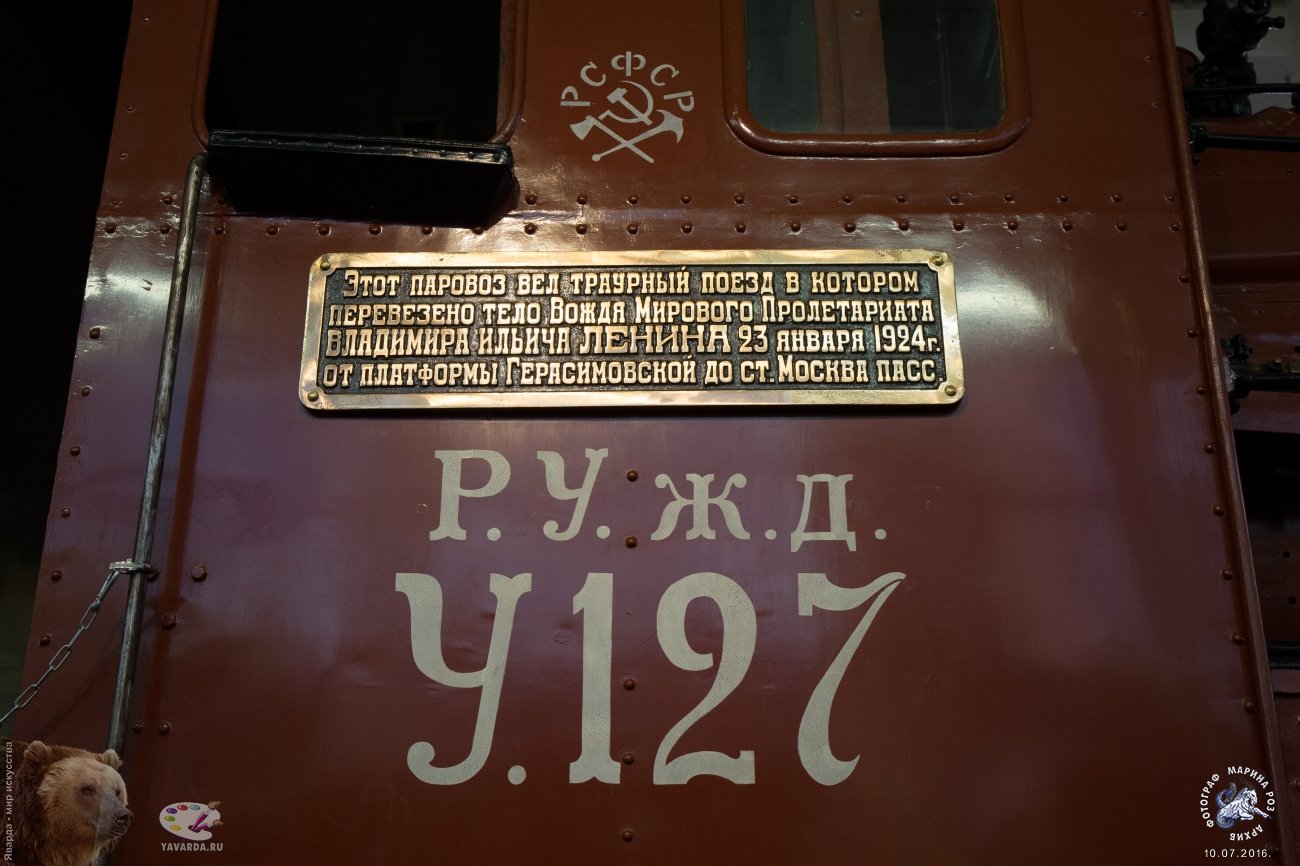 РСФСР
Этот паровоз вел траурный поезд в котором
перевезено тело Вождя Мирового Пролетариата
Владимира Ильича ЛЕНИНА 23 января 1924г.
от платформы Герасимовской до ст. Москва пасс.
Р. У. Ж. Д.
У. 127
Яварда - мир искусства
YAVARDA.RU
ФОТОГРАФ МАРИНА РОЗ АРХИВ
10.07.2016.